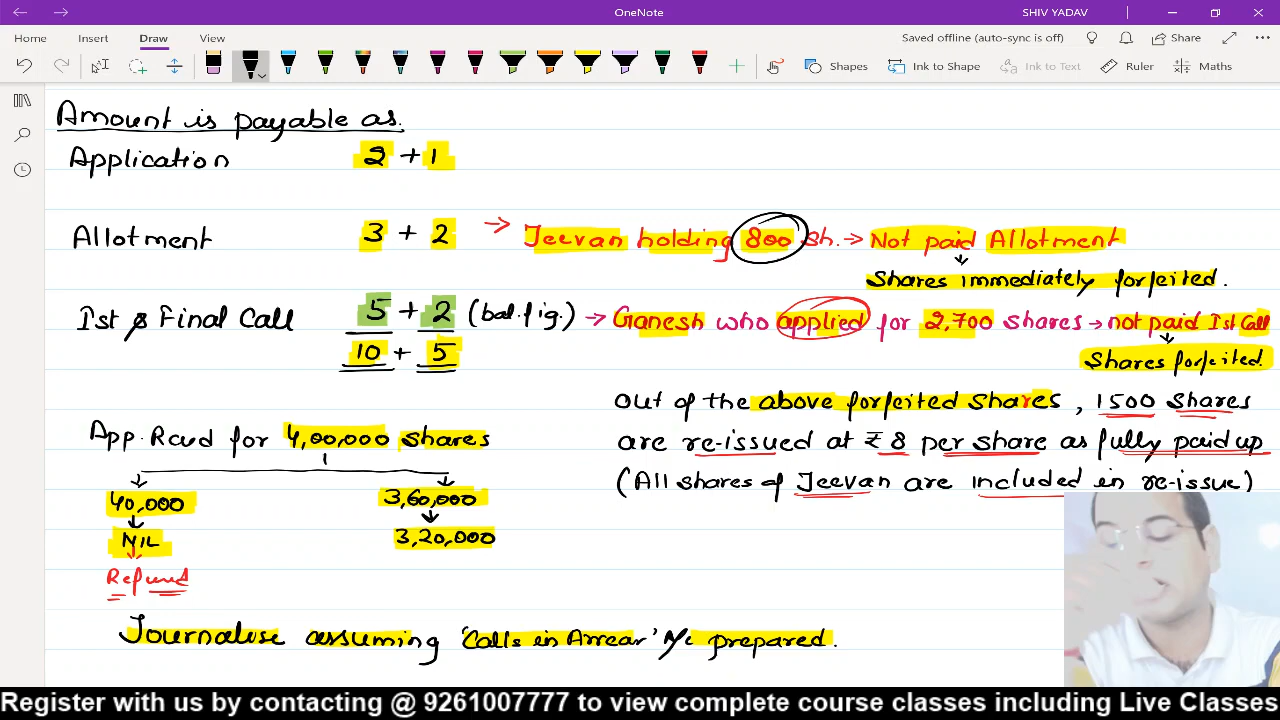 OneNote
SHIV YADAV
Home
Insert
Draw
View
Saved offline (auto-sync is off)
Share
Shapes
Ink to Shape
Ink to Text
Ruler
Maths
Amount is payable as.
Application 2 + 1
Allotment 3 + 2 → Jeevan holding 800 Sh. → Not paid Allotment
Shares immediately forfeited.
Ist & Final Call 5 + 2 (bal. fig.) → Ganesh who applied for 2,700 shares → not paid Ist Call
10 + 5
Shares forfeited.
Out of the above forfeited shares, 1500 shares
are re-issued at ₹ 8 per share as fully paid up
(All shares of Jeevan are included in re-issue)
App. Rcvd for 4,00,000 shares
40,000 3,60,000
NIL 3,20,000
Refund
Journalise assuming 'Calls in Arrear' A/c prepared.
Register with us by contacting @ 9261007777 to view complete course classes including Live Classes